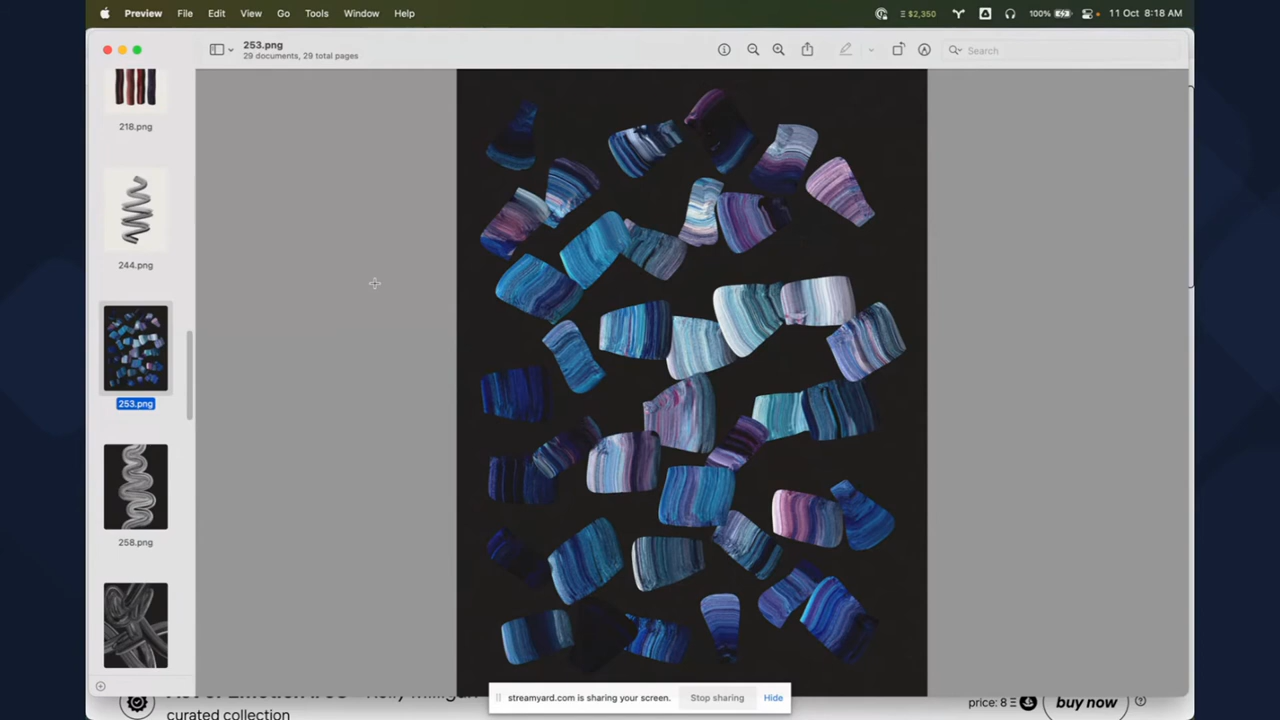 Preview File Edit View Go Tools Window Help
Ξ $2,350 100% 11 Oct 8:18 AM
253.png
29 documents, 29 total pages
Search
218.png
244.png
253.png
258.png
streamyard.com is sharing your screen. Stop sharing Hide
curated collection
price: 8 Ξ buy now